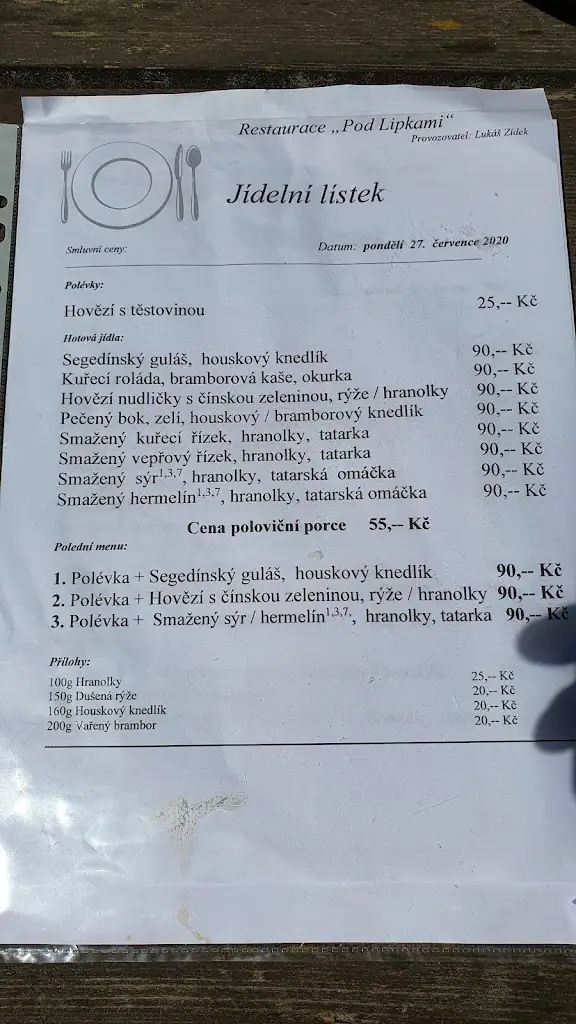 Restaurace „Pod Lipkami“
Provozovatel: Lukáš Zídek
Jídelní lístek
Smluvní ceny: Datum: pondělí 27. července 2020
Polévky:
Hovězí s těstovinou 25,-- Kč
Hotová jídla:
Segedínský guláš, houskový knedlík 90,-- Kč
Kuřecí roláda, bramborová kaše, okurka 90,-- Kč
Hovězí nudličky s čínskou zeleninou, rýže / hranolky 90,-- Kč
Pečený bok, zelí, houskový / bramborový knedlík 90,-- Kč
Smažený kuřecí řízek, hranolky, tatarka 90,-- Kč
Smažený vepřový řízek, hranolky, tatarka 90,-- Kč
Smažený sýr1,3,7, hranolky, tatarská omáčka 90,-- Kč
Smažený hermelín1,3,7, hranolky, tatarská omáčka 90,-- Kč
Cena poloviční porce 55,-- Kč
Polední menu:
1. Polévka + Segedínský guláš, houskový knedlík 90,-- Kč
2. Polévka + Hovězí s čínskou zeleninou, rýže / hranolky 90,-- Kč
3. Polévka + Smažený sýr / hermelín1,3,7, hranolky, tatarka 90,-- Kč
Přílohy:
100g Hranolky 25,-- Kč
150g Dušená rýže 20,-- Kč
160g Houskový knedlík 20,-- Kč
200g Vařený brambor 20,-- Kč